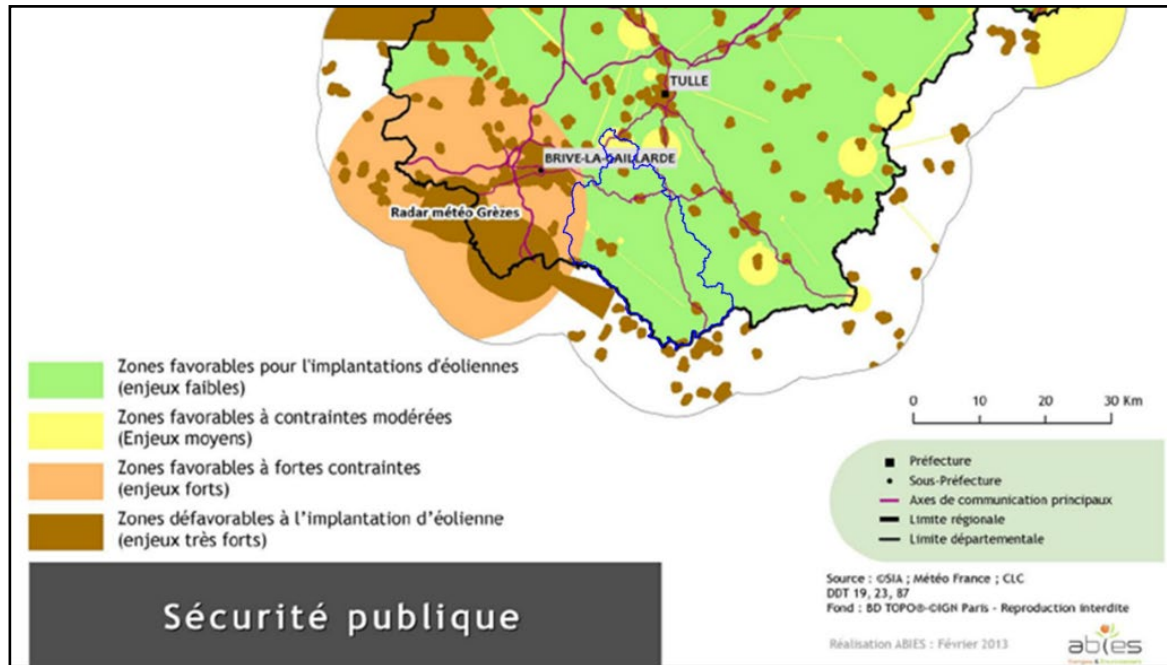 TULLE
BRIVE-LA-GAILLARDE
Radar météo Grèzes
Zones favorables pour l'implantations d'éoliennes
(enjeux faibles)
Zones favorables à contraintes modérées
(Enjeux moyens)
Zones favorables à fortes contraintes
(enjeux forts)
Zones défavorables à l'implantation d'éolienne
(enjeux très forts)
0 10 20 30 Km
Préfecture
Sous-Préfecture
Axes de communication principaux
Limite régionale
Limite départementale
Sécurité publique
Source : ©SIA ; Météo France ; CLC
DDT 19, 23, 87
Fond : BD TOPO®-©IGN Paris - Reproduction interdite
Réalisation ABIES : Février 2013
abies